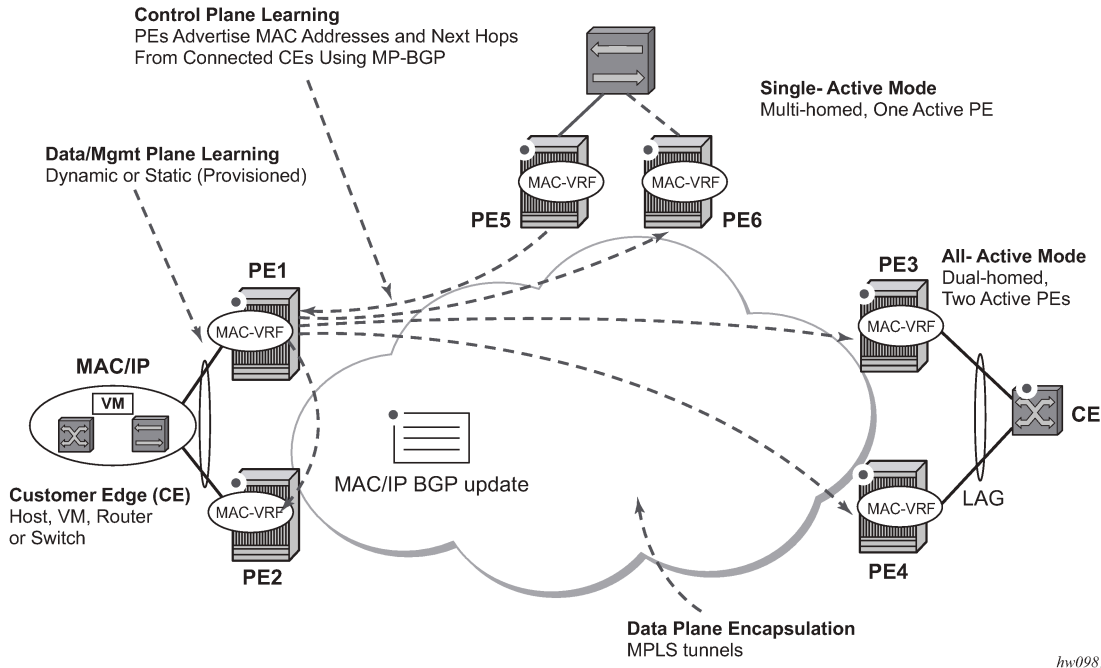 Control Plane Learning
PEs Advertise MAC Addresses and Next Hops
From Connected CEs Using MP-BGP
Single- Active Mode
Multi-homed, One Active PE
Data/Mgmt Plane Learning
Dynamic or Static (Provisioned)
MAC-VRF
MAC-VRF
PE5
PE6
PE1
PE3
All- Active Mode
Dual-homed,
Two Active PEs
MAC-VRF
MAC-VRF
MAC/IP
VM
CE
MAC/IP BGP update
Customer Edge (CE)
Host, VM, Router
or Switch
MAC-VRF
MAC-VRF
LAG
PE2
PE4
Data Plane Encapsulation
MPLS tunnels
hw098